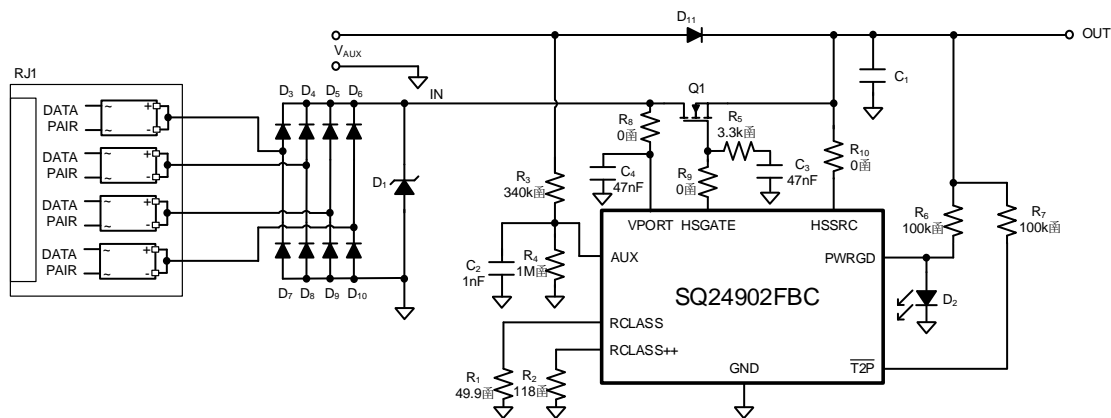 D11
OUT
VAUX
RJ1
C1
D3 D4 D5 D6
IN
Q1
DATA
PAIR
~ + ~ -
DATA
PAIR
~ + ~ -
DATA
PAIR
~ + ~ -
DATA
PAIR
~ + ~ -
R8
0函
R5
3.3k函
C4
47nF
R9
0函
C3
47nF
R10
0函
D1
R3
340k函
R6
100k函
R7
100k函
VPORT HSGATE HSSRC
AUX
PWRGD
C2
1nF
R4
1M函
D7 D8 D9 D10
SQ24902FBC
D2
RCLASS
RCLASS++
GND
T2P
R1
49.9函
R2
118函